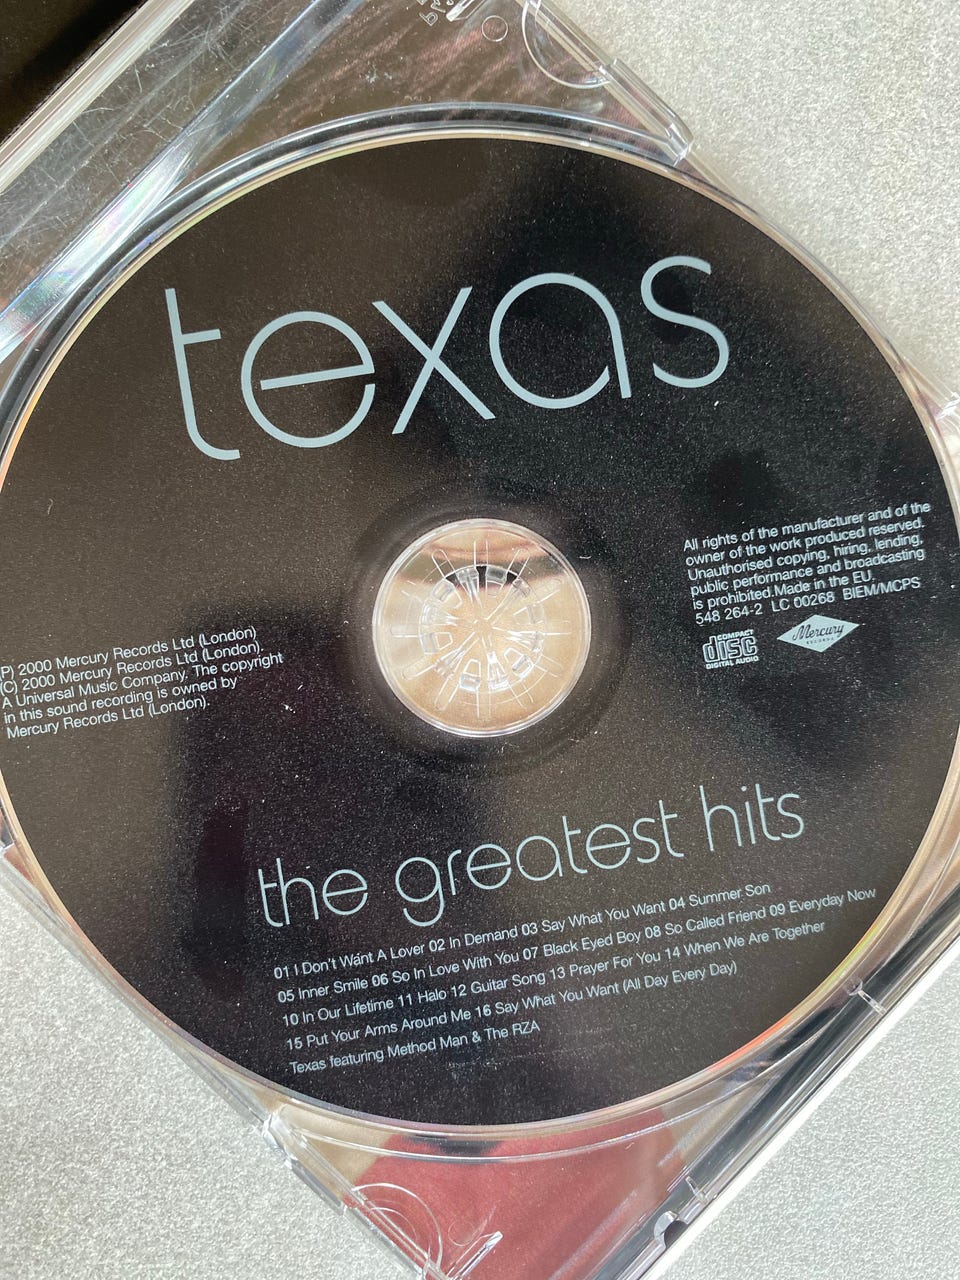 texas
All rights of the manufacturer and of the
owner of the work produced reserved.
Unauthorised copying, hiring, lending,
public performance and broadcasting
is prohibited.Made in the EU.
548 264-2 LC 00268 BIEM/MCPS
COMPACT
disc
DIGITAL AUDIO
Mercury
RECORDS
(P) 2000 Mercury Records Ltd (London)
(C) 2000 Mercury Records Ltd (London).
A Universal Music Company. The copyright
in this sound recording is owned by
Mercury Records Ltd (London).
the greatest hits
01 I Don't Want A Lover 02 In Demand 03 Say What You Want 04 Summer Son
05 Inner Smile 06 So In Love With You 07 Black Eyed Boy 08 So Called Friend 09 Everyday Now
10 In Our Lifetime 11 Halo 12 Guitar Song 13 Prayer For You 14 When We Are Together
15 Put Your Arms Around Me 16 Say What You Want (All Day Every Day)
Texas featuring Method Man & The RZA